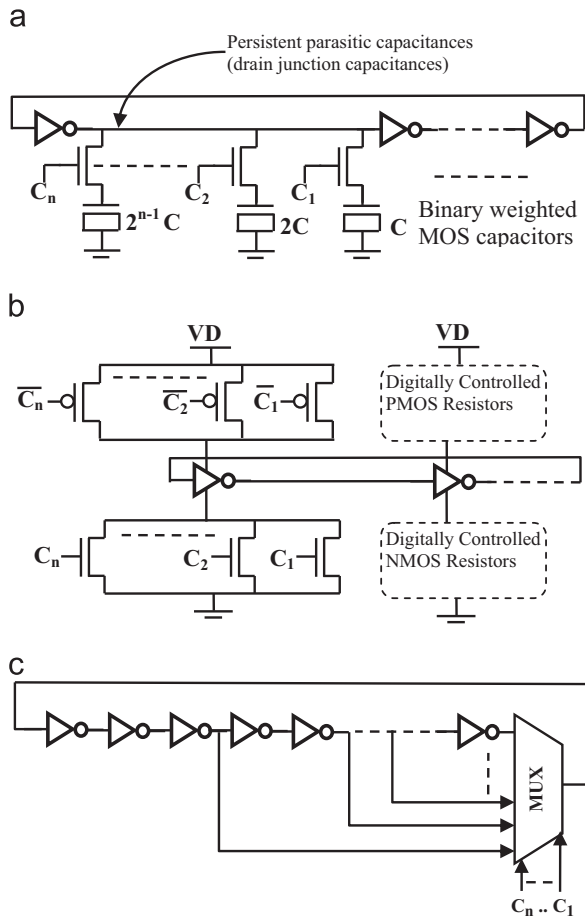 a
Persistent parasitic capacitances
(drain junction capacitances)
Cₙ
C₂
C₁
2ⁿ⁻¹ C
2C
C
Binary weighted
MOS capacitors
b
VD
VD
C̅ₙ
C̅₂
C̅₁
Digitally Controlled
PMOS Resistors
Cₙ
C₂
C₁
Digitally Controlled
NMOS Resistors
c
MUX
Cₙ .. C₁